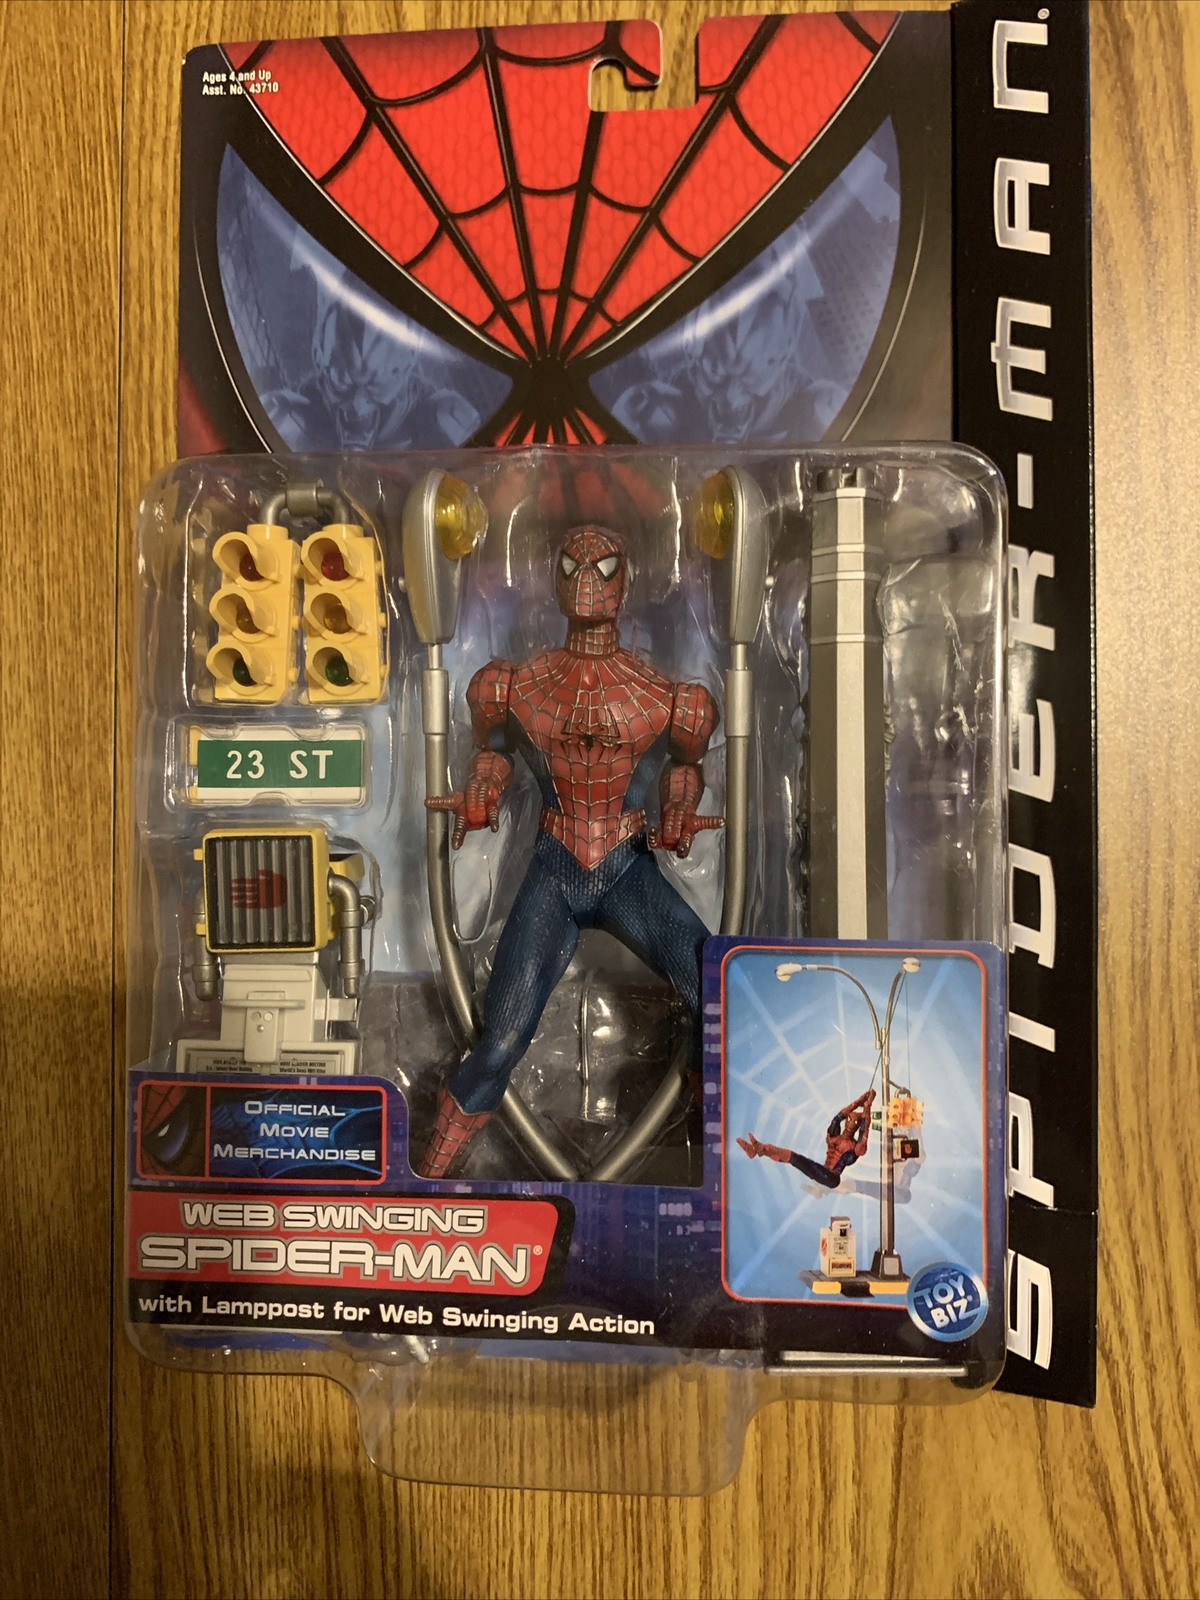 Ages 4 and Up
Asst. No. 43710
SPIDER-MAN®
23 ST
OFFICIAL
MOVIE
MERCHANDISE
WEB SWINGING
SPIDER-MAN®
with Lamppost for Web Swinging Action
TOY
BIZ®